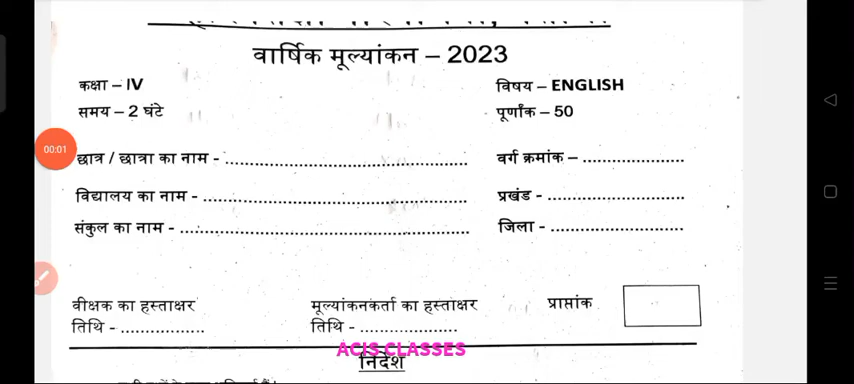 वार्षिक मूल्यांकन – 2023
कक्षा – IV
विषय – ENGLISH
समय – 2 घंटे
पूर्णांक – 50
00:01
छात्र / छात्रा का नाम - ........................................................
वर्ग क्रमांक – .......................
विद्यालय का नाम - ............................................................
प्रखंड - ...............................
संकुल का नाम - .................................................................
जिला - ..............................
वीक्षक का हस्ताक्षर
मूल्यांकनकर्ता का हस्ताक्षर
प्राप्तांक
तिथि - ...................
तिथि - ......................
ACIS CLASSES
निर्देश